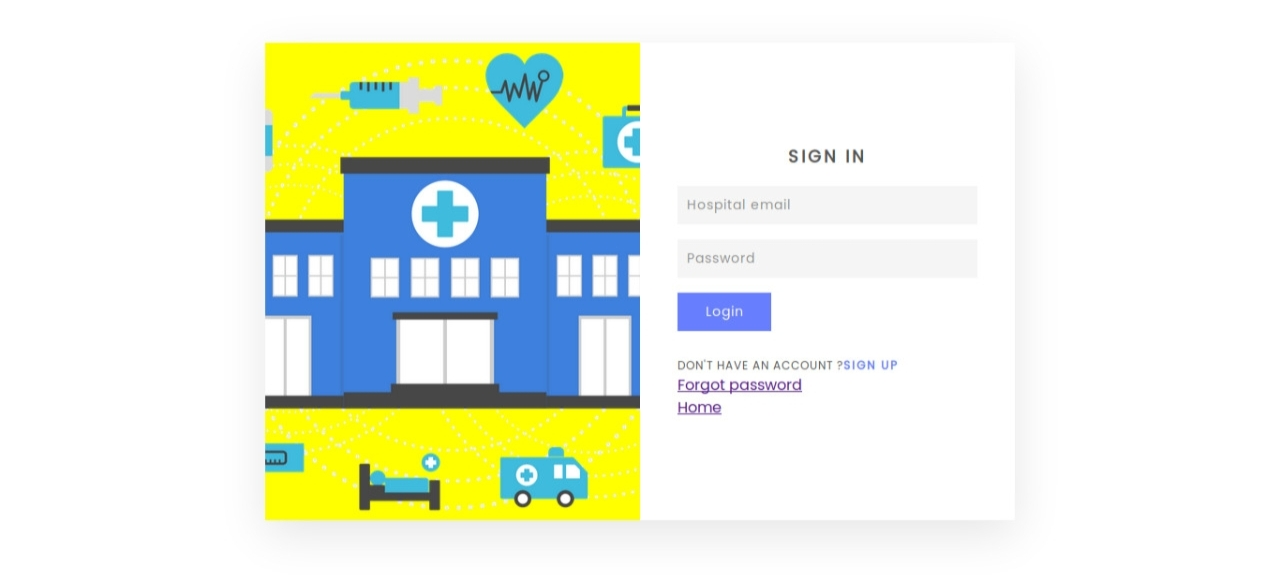 SIGN IN
Hospital email
Password
Login
DON'T HAVE AN ACCOUNT ?SIGN UP
Forgot password
Home